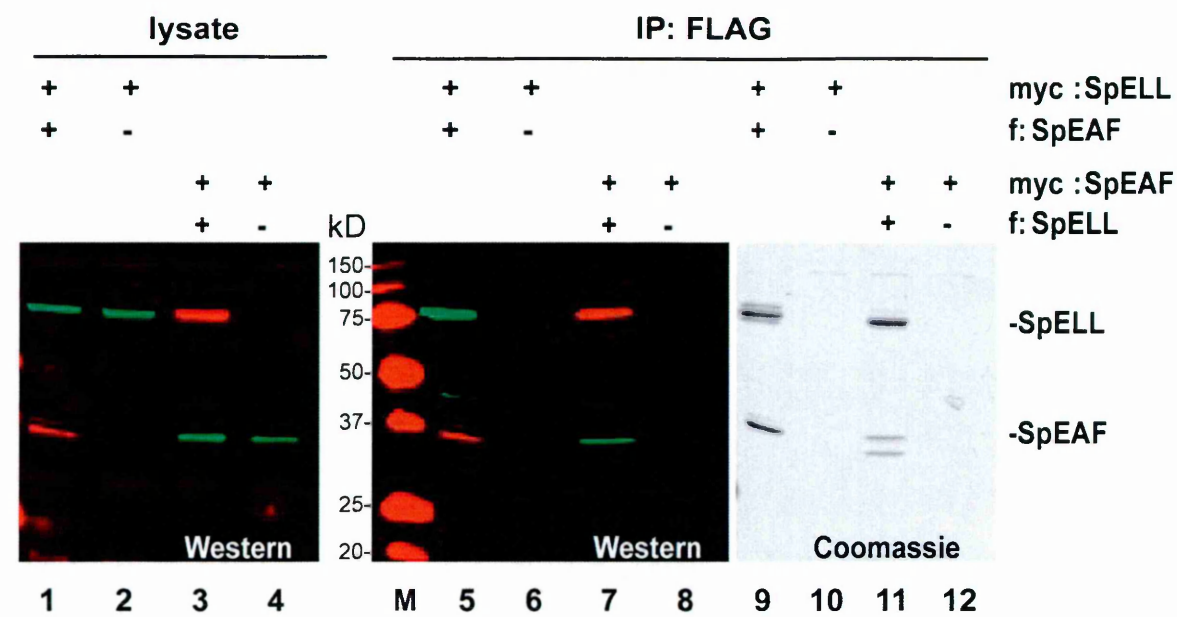 lysate IP: FLAG
+ + + + + + myc :SpELL
+ - + - + - f: SpEAF
+ + + + + + myc :SpEAF
+ - kD + - + - f: SpELL
150-
100-
75- -SpELL
50-
37- -SpEAF
25-
20-
Western Western Coomassie
1 2 3 4 M 5 6 7 8 9 10 11 12